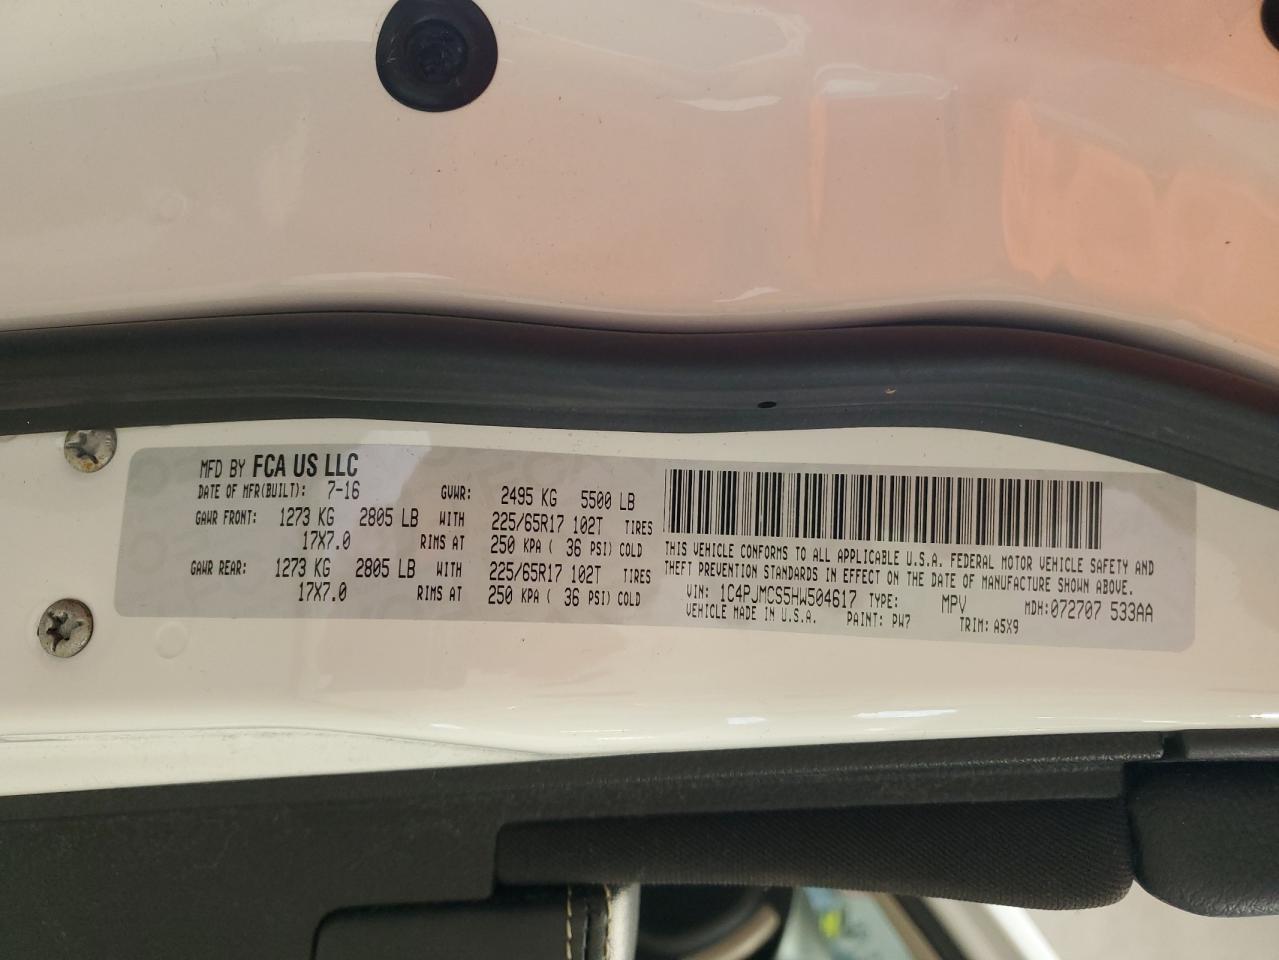 MFD BY FCA US LLC
DATE OF MFR(BUILT): 7-16 GVWR: 2495 KG 5500 LB
GAWR FRONT: 1273 KG 2805 LB WITH 225/65R17 102T TIRES
17X7.0 RIMS AT 250 KPA ( 36 PSI) COLD
GAWR REAR: 1273 KG 2805 LB WITH 225/65R17 102T TIRES
17X7.0 RIMS AT 250 KPA ( 36 PSI) COLD
THIS VEHICLE CONFORMS TO ALL APPLICABLE U.S.A. FEDERAL MOTOR VEHICLE SAFETY AND
THEFT PREVENTION STANDARDS IN EFFECT ON THE DATE OF MANUFACTURE SHOWN ABOVE.
VIN: 1C4PJMCS5HW504617 TYPE: MPV MDH:072707 533AA
VEHICLE MADE IN U.S.A. PAINT: PW7 TRIM: A5X9